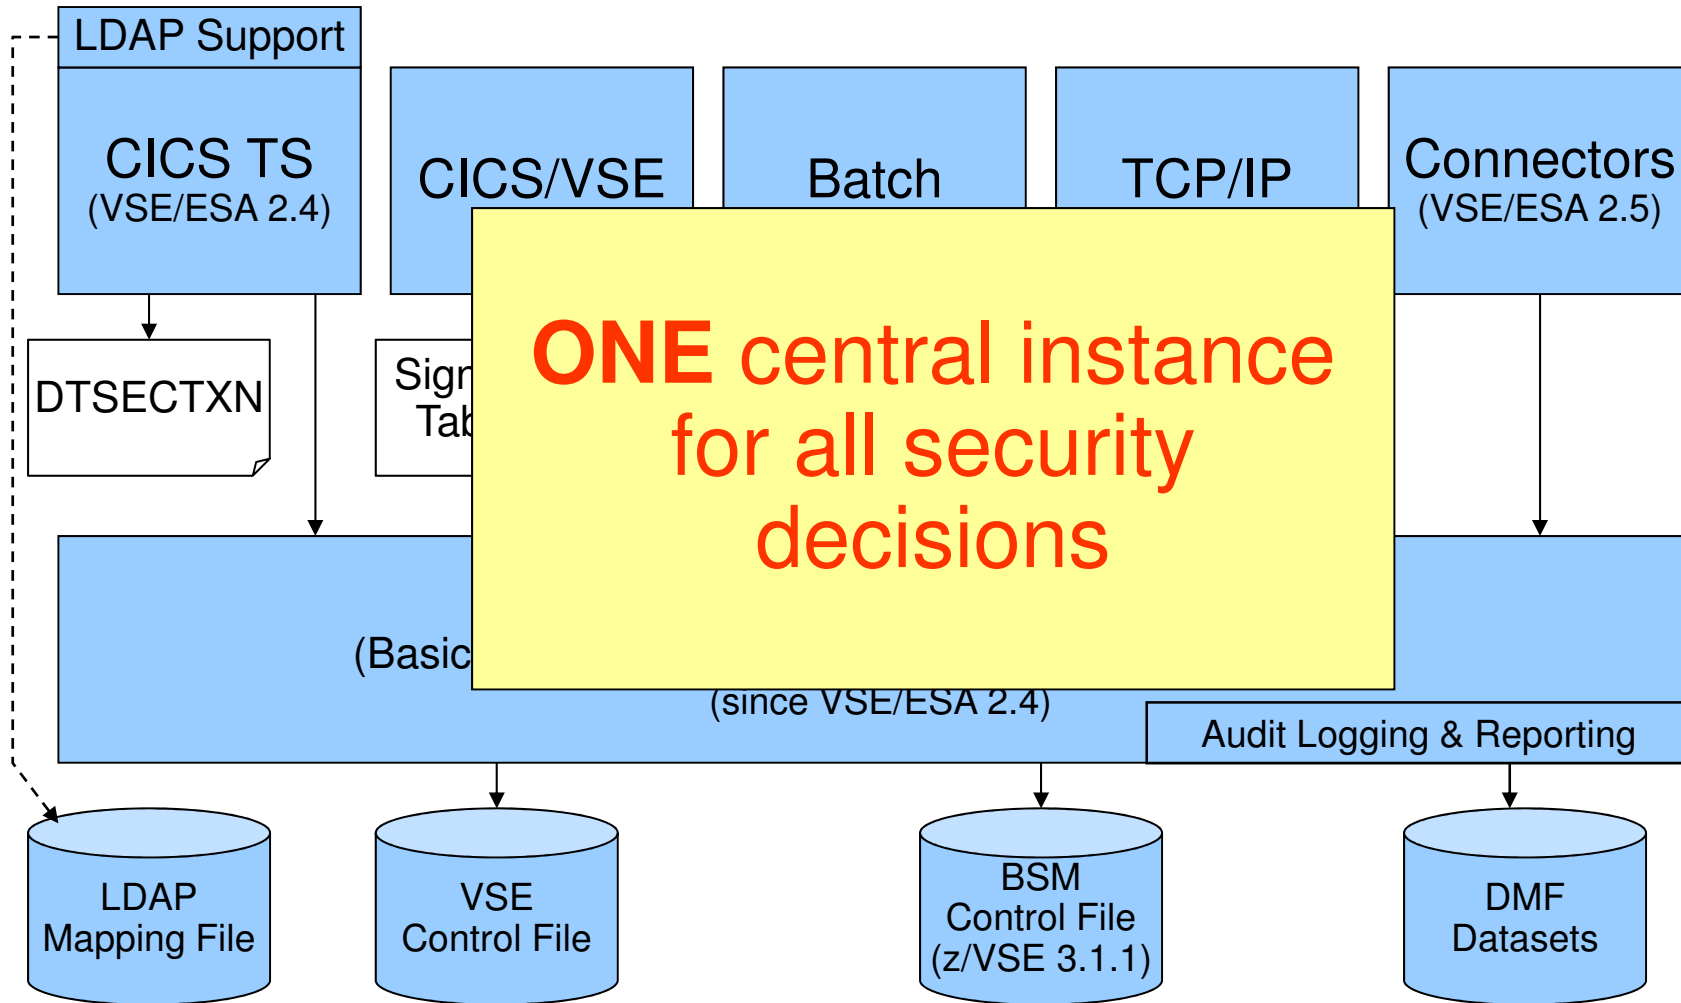 LDAP Support
CICS TS
(VSE/ESA 2.4)
CICS/VSE
Batch
TCP/IP
Connectors
(VSE/ESA 2.5)
DTSECTXN
ONE central instance
for all security
decisions
(Basic
(since VSE/ESA 2.4)
Audit Logging & Reporting
LDAP
Mapping File
VSE
Control File
BSM
Control File
(z/VSE 3.1.1)
DMF
Datasets